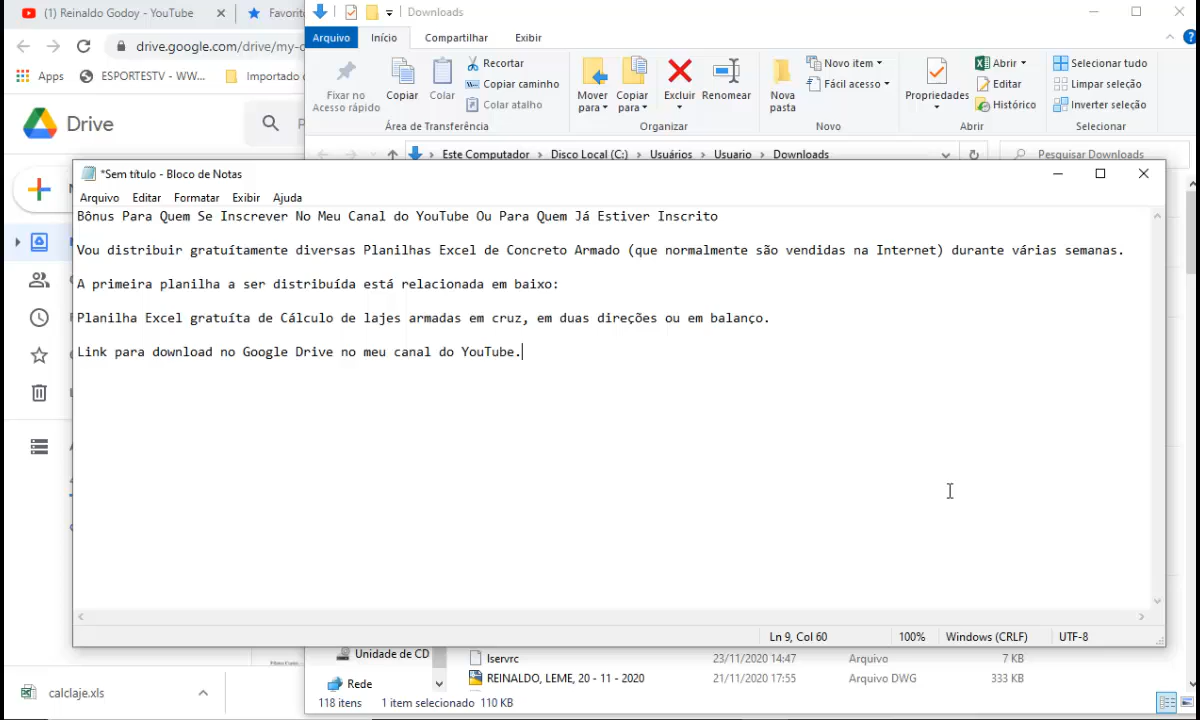 (1) Reinaldo Godoy - YouTube
Favorit
Downloads
Arquivo Início Compartilhar Exibir
drive.google.com/drive/my-
Apps ESPORTESTV - WW... Importado
Fixar no Acesso rápido
Copiar
Colar
Recortar
Copiar caminho
Colar atalho
Mover para
Copiar para
Excluir
Renomear
Nova pasta
Novo item
Fácil acesso
Propriedades
Abrir
Editar
Histórico
Selecionar tudo
Limpar seleção
Inverter seleção
Área de Transferência Organizar Novo Abrir Selecionar
Drive
Este Computador > Disco Local (C:) > Usuários > Usuario > Downloads
Pesquisar Downloads
*Sem título - Bloco de Notas
Arquivo Editar Formatar Exibir Ajuda
Bônus Para Quem Se Inscrever No Meu Canal do YouTube Ou Para Quem Já Estiver Inscrito
Vou distribuir gratuítamente diversas Planilhas Excel de Concreto Armado (que normalmente são vendidas na Internet) durante várias semanas.
A primeira planilha a ser distribuída está relacionada em baixo:
Planilha Excel gratuíta de Cálculo de lajes armadas em cruz, em duas direções ou em balanço.
Link para download no Google Drive no meu canal do YouTube.
Ln 9, Col 60 100% Windows (CRLF) UTF-8
Unidade de CD
lservrc 23/11/2020 14:47 Arquivo 7 KB
Rede
REINALDO, LEME, 20 - 11 - 2020 21/11/2020 17:55 Arquivo DWG 333 KB
calclaje.xls
118 itens 1 item selecionado 110 KB